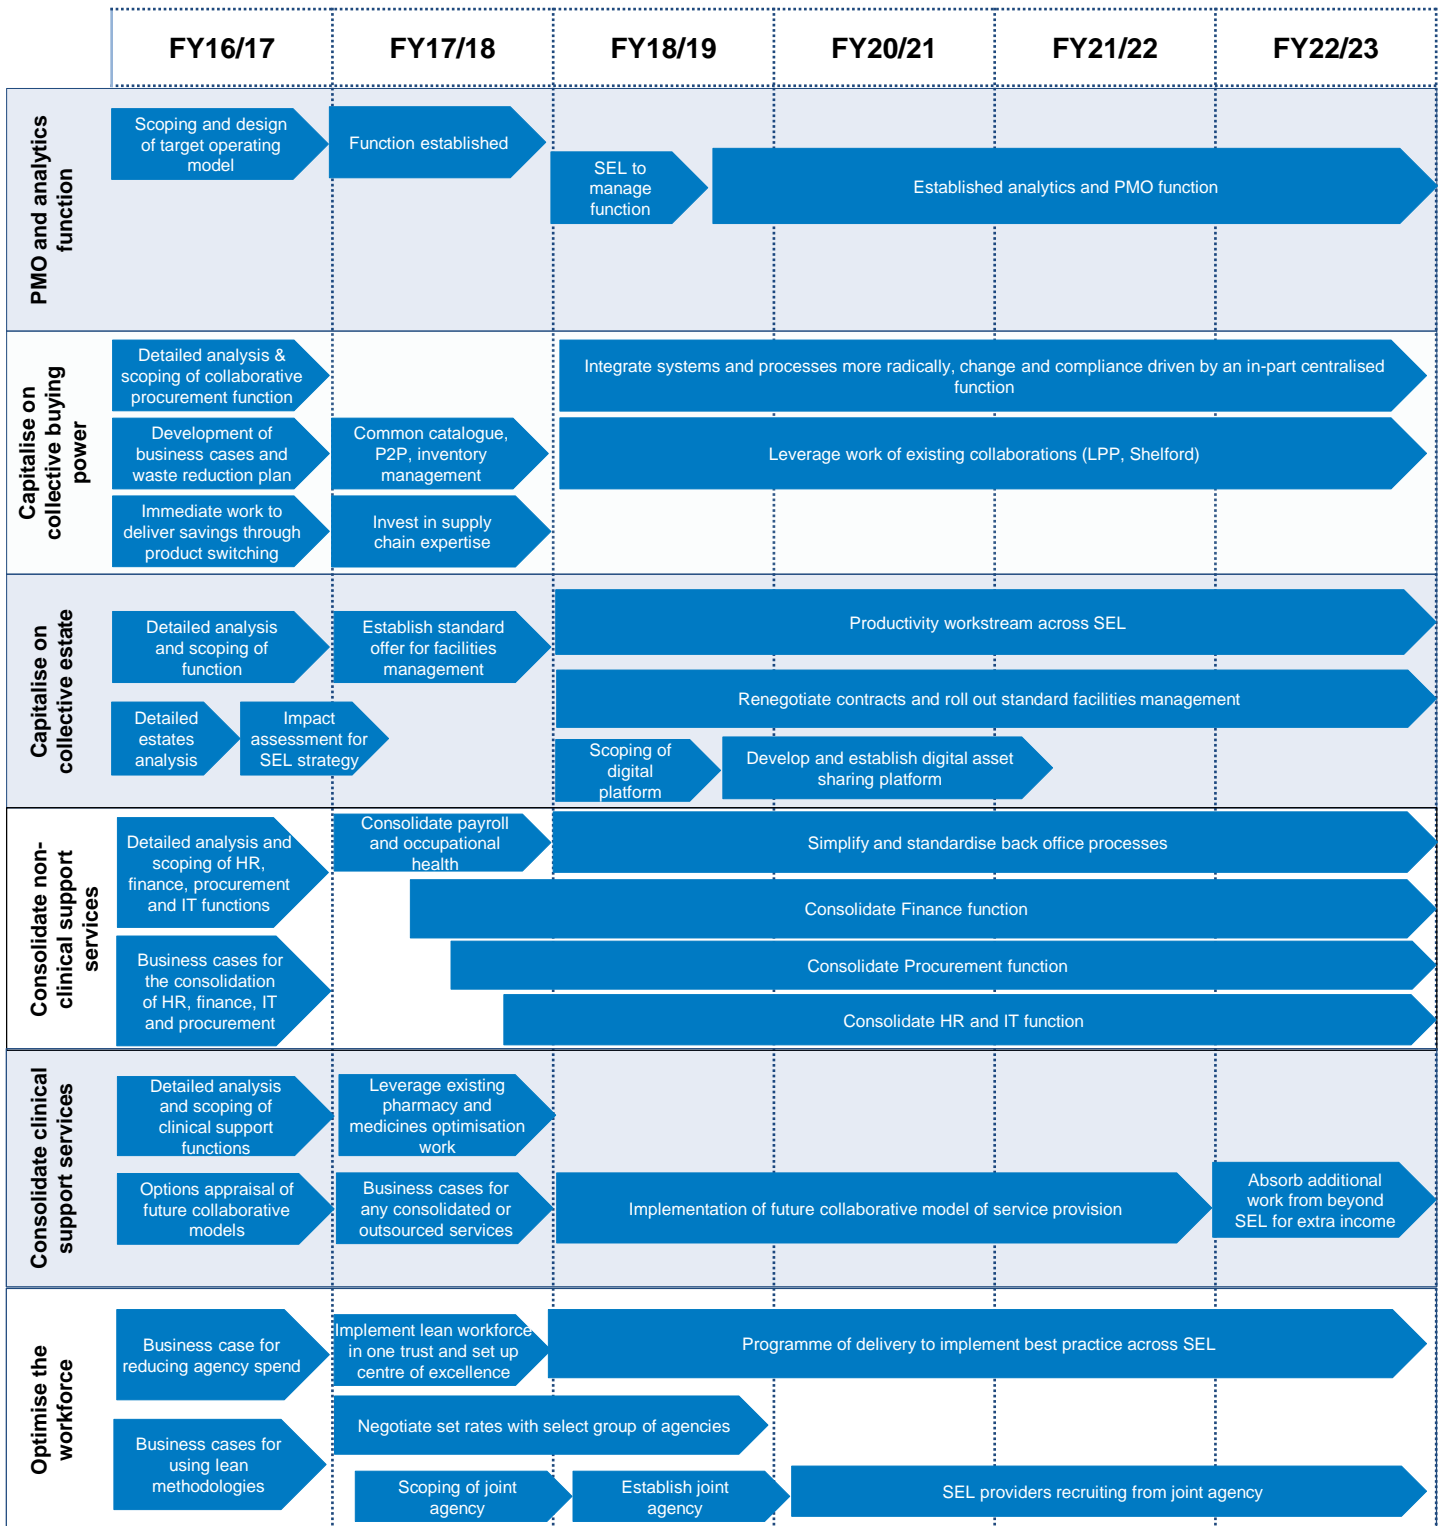 FY16/17 FY17/18 FY18/19 FY20/21 FY21/22 FY22/23
PMO and analytics
function
Scoping and design
of target operating
model
Function established
SEL to
manage
function
Established analytics and PMO function
Capitalise on
collective buying
power
Detailed analysis &
scoping of collaborative
procurement function
Integrate systems and processes more radically, change and compliance driven by an in-part centralised
function
Development of
business cases and
waste reduction plan
Common catalogue,
P2P, inventory
management
Leverage work of existing collaborations (LPP, Shelford)
Immediate work to
deliver savings through
product switching
Invest in supply
chain expertise
Capitalise on
collective estate
Detailed analysis
and scoping of
function
Establish standard
offer for facilities
management
Productivity workstream across SEL
Renegotiate contracts and roll out standard facilities management
Detailed
estates
analysis
Impact
assessment for
SEL strategy
Scoping of
digital
platform
Develop and establish digital asset
sharing platform
Consolidate non-
clinical support
services
Detailed analysis and
scoping of HR,
finance, procurement
and IT functions
Consolidate payroll
and occupational
health
Simplify and standardise back office processes
Consolidate Finance function
Business cases for
the consolidation
of HR, finance, IT
and procurement
Consolidate Procurement function
Consolidate HR and IT function
Consolidate clinical
support services
Detailed analysis
and scoping of
clinical support
functions
Leverage existing
pharmacy and
medicines optimisation
work
Options appraisal of
future collaborative
models
Business cases for
any consolidated or
outsourced services
Implementation of future collaborative model of service provision
Absorb additional
work from beyond
SEL for extra income
Optimise the
workforce
Business case for
reducing agency spend
Implement lean workforce
in one trust and set up
centre of excellence
Programme of delivery to implement best practice across SEL
Negotiate set rates with select group of agencies
Business cases for
using lean
methodologies
Scoping of joint
agency
Establish joint
agency
SEL providers recruiting from joint agency